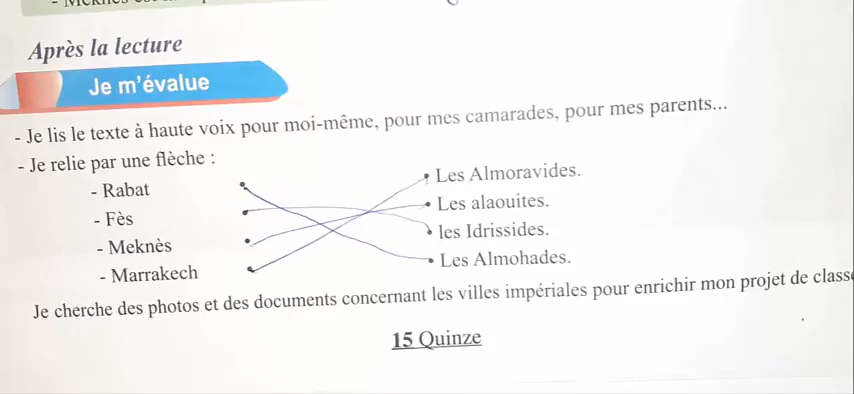 Après la lecture
Je m'évalue
- Je lis le texte à haute voix pour moi-même, pour mes camarades, pour mes parents...
- Je relie par une flèche :
- Rabat
- Fès
- Meknès
- Marrakech
Les Almoravides.
Les alaouites.
les Idrissides.
Les Almohades.
Je cherche des photos et des documents concernant les villes impériales pour enrichir mon projet de classe
15 Quinze